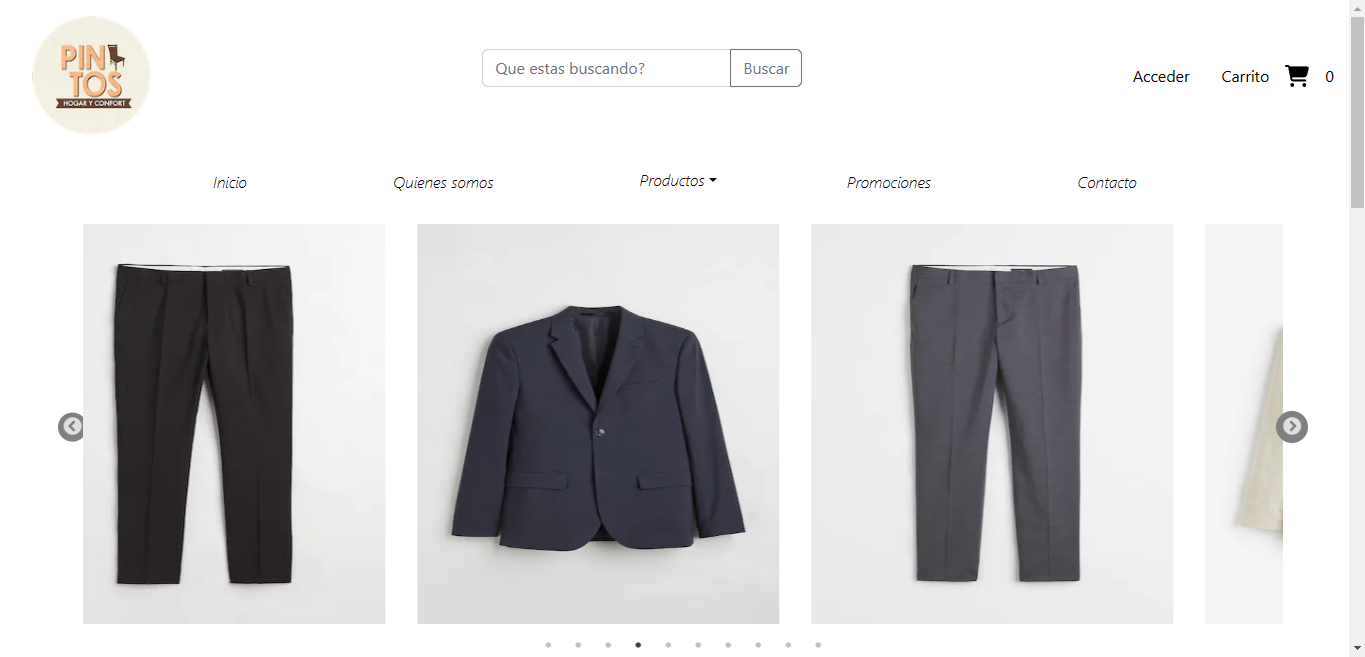 PIN
TOS
HOGAR Y CONFORT
Que estas buscando?
Buscar
Acceder
Carrito
0
Inicio
Quienes somos
Productos
Promociones
Contacto